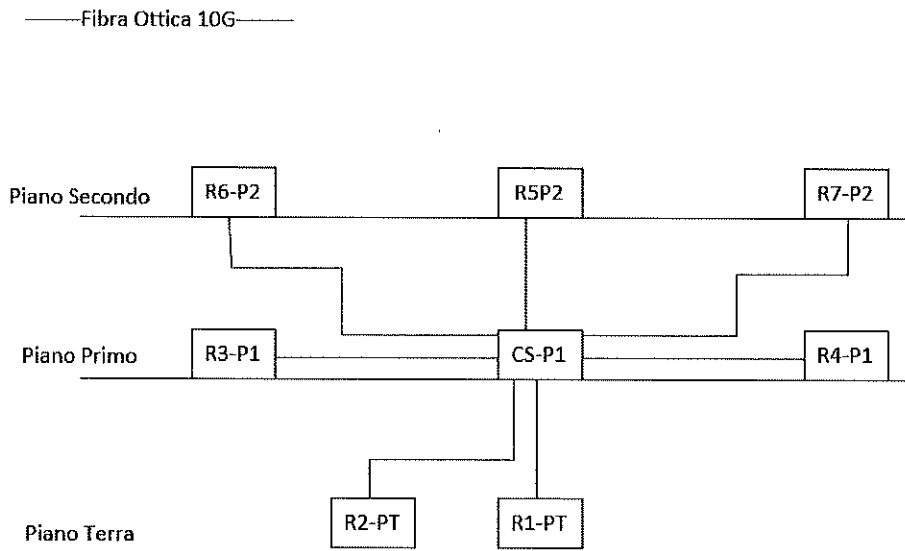 Fibra Ottica 10G
Piano Secondo
R6-P2
R5P2
R7-P2
Piano Primo
R3-P1
CS-P1
R4-P1
Piano Terra
R2-PT
R1-PT